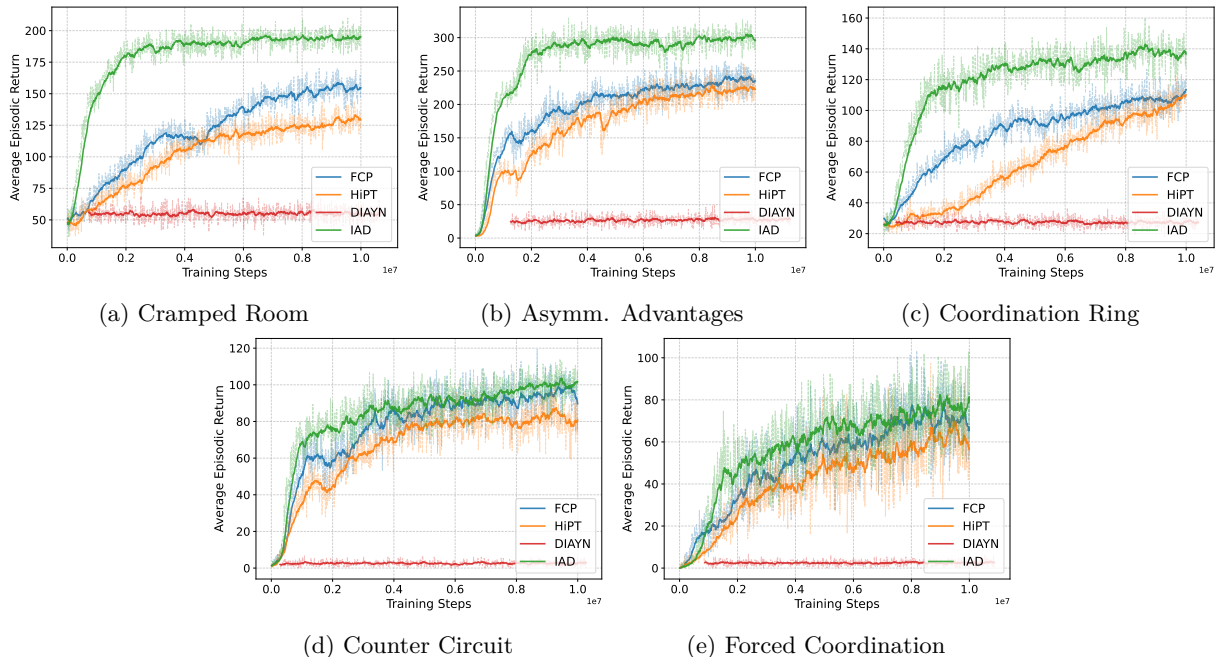 200
175
150
125
100
75
50
Average Episodic Return
0.0 0.2 0.4 0.6 0.8 1.0
1e7
Training Steps
FCP
HiPT
DIAYN
IAD
(a) Cramped Room
300
250
200
150
100
50
0
Average Episodic Return
0.0 0.2 0.4 0.6 0.8 1.0
1e7
Training Steps
FCP
HiPT
DIAYN
IAD
(b) Asymm. Advantages
160
140
120
100
80
60
40
20
Average Episodic Return
0.0 0.2 0.4 0.6 0.8 1.0
1e7
Training Steps
FCP
HiPT
DIAYN
IAD
(c) Coordination Ring
120
100
80
60
40
20
0
Average Episodic Return
0.0 0.2 0.4 0.6 0.8 1.0
1e7
Training Steps
FCP
HiPT
DIAYN
IAD
(d) Counter Circuit
100
80
60
40
20
0
Average Episodic Return
0.0 0.2 0.4 0.6 0.8 1.0
1e7
Training Steps
FCP
HiPT
DIAYN
IAD
(e) Forced Coordination